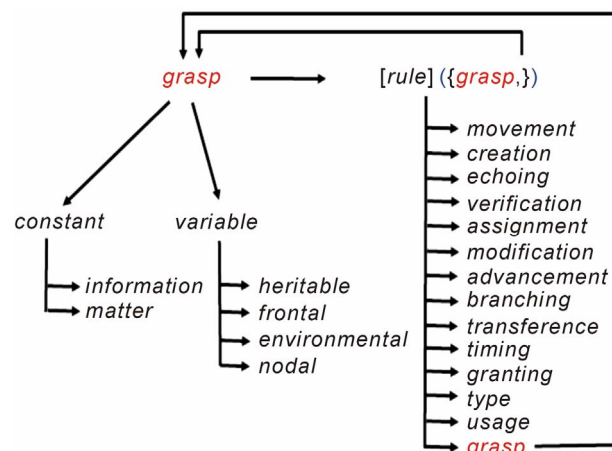 grasp
[rule] ({grasp,})
constant
variable
information
matter
heritable
frontal
environmental
nodal
movement
creation
echoing
verification
assignment
modification
advancement
branching
transference
timing
granting
type
usage
grasp